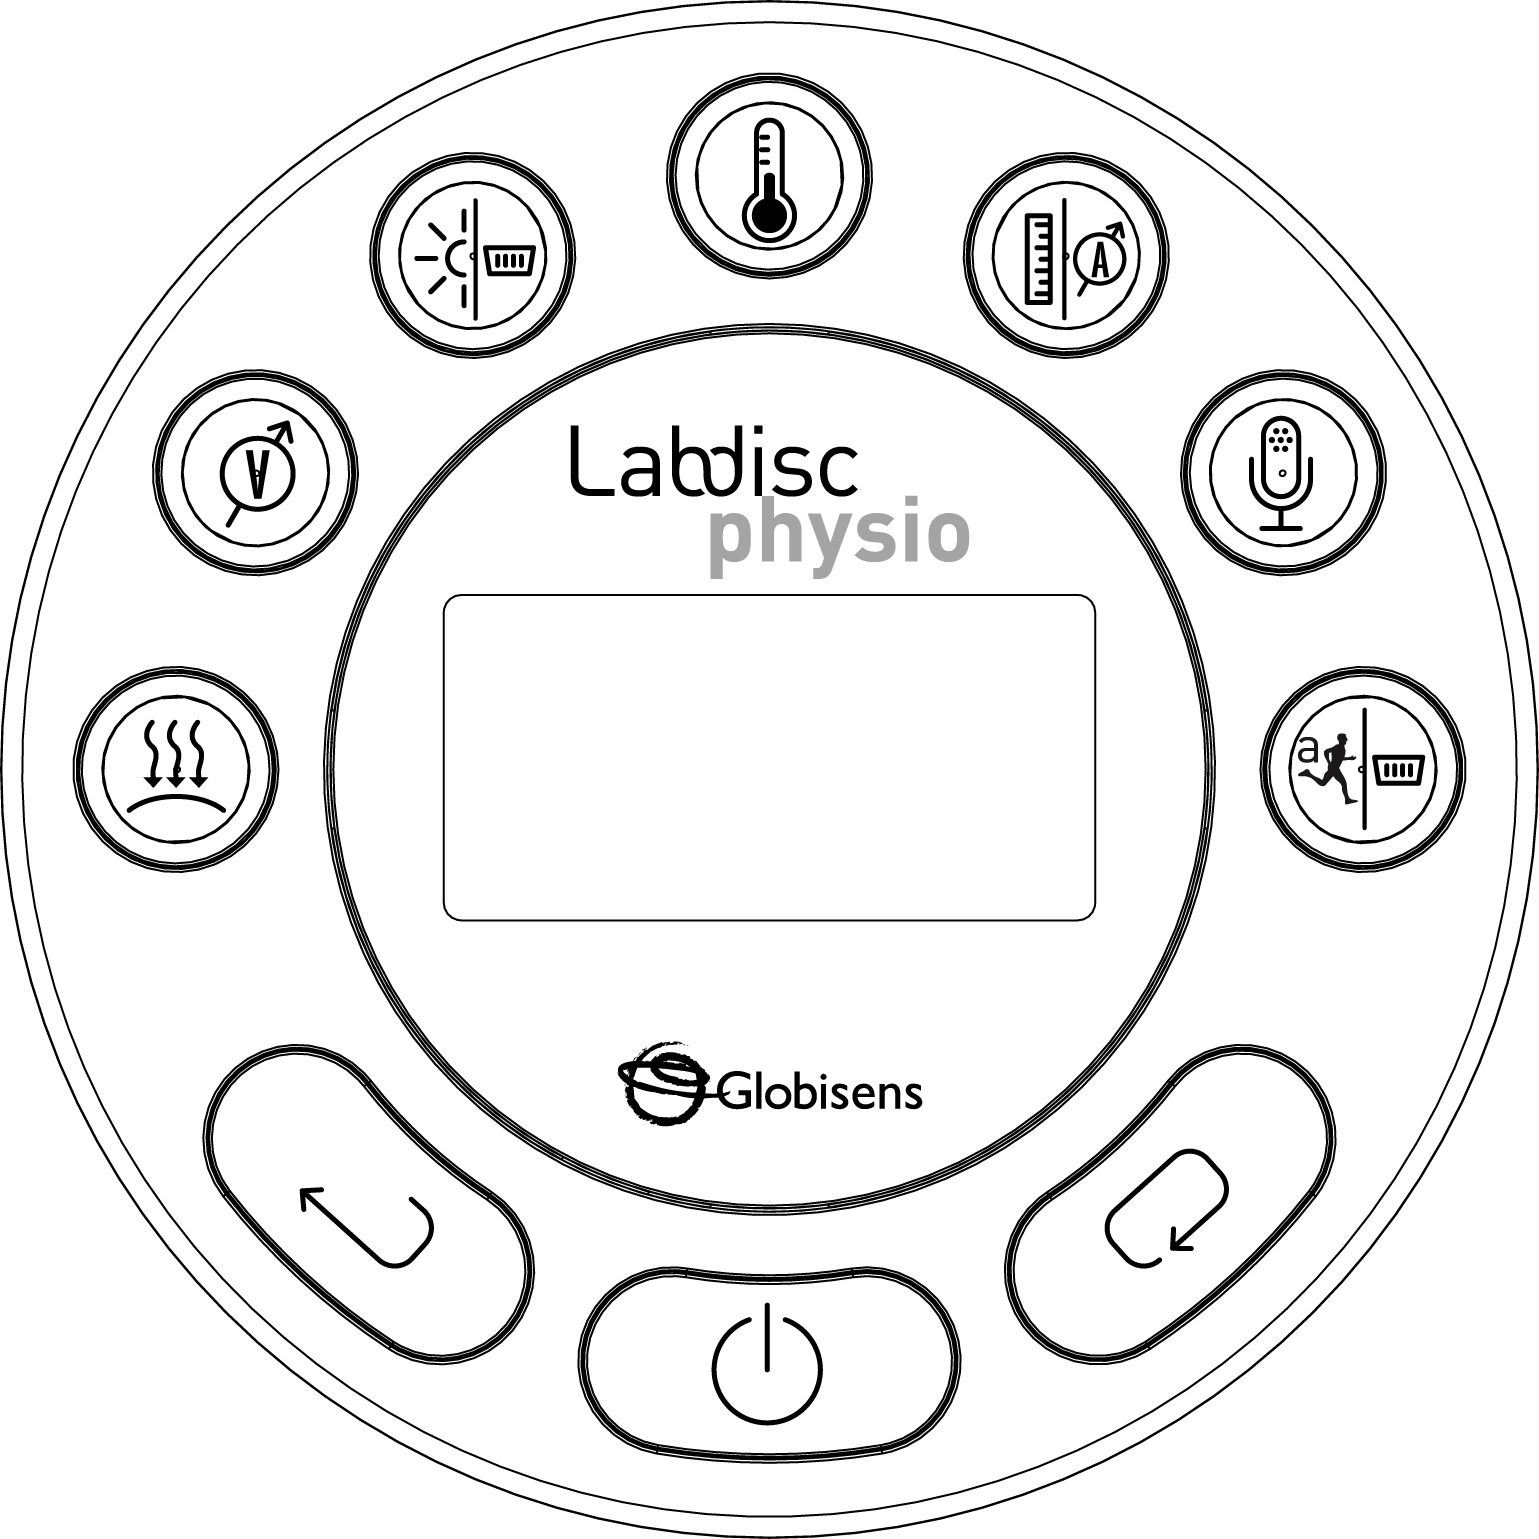 A
Labdisc
V
physio
a
Globisens